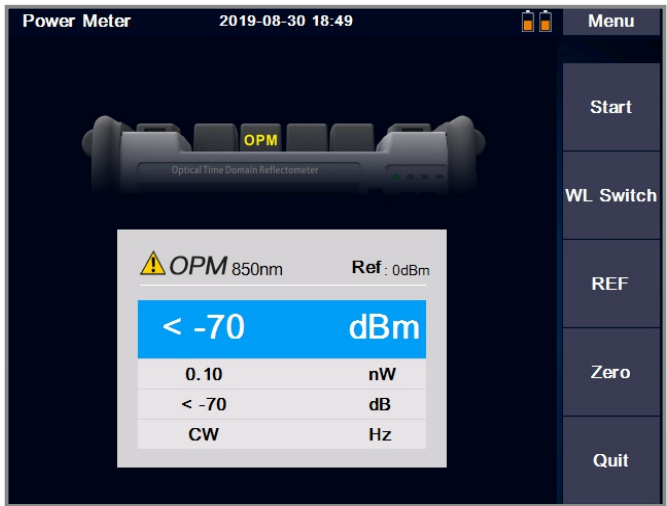 Power Meter 2019-08-30 18:49 Menu
OPM
Optical Time Domain Reflectometer
OPM 850nm Ref: 0dBm
< -70 dBm
0.10 nW
< -70 dB
CW Hz
Start
WL Switch
REF
Zero
Quit